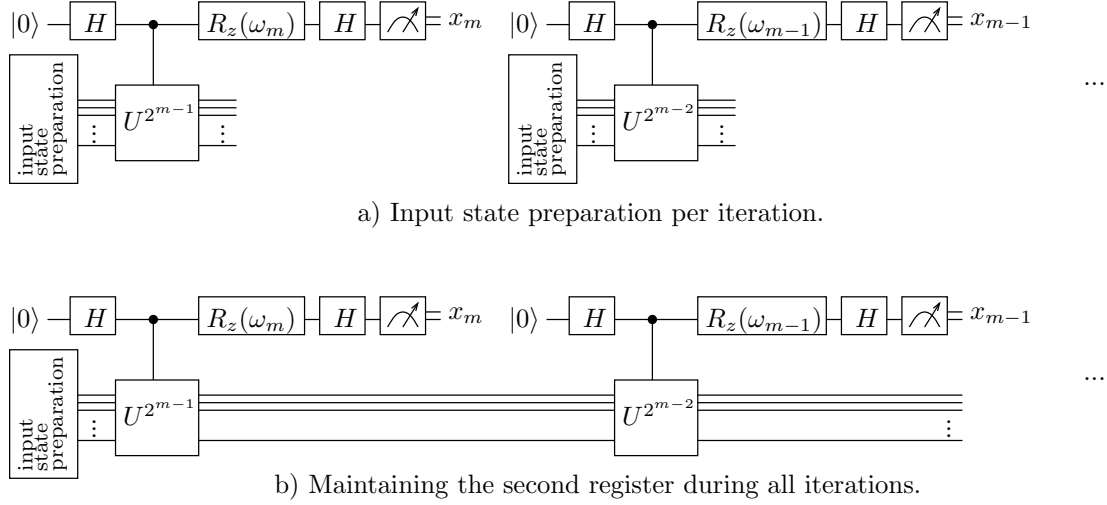 |0⟩ H R_z(ω_m) H x_m |0⟩ H R_z(ω_{m−1}) H x_{m−1}
input
state
preparation
⋮ U^{2^{m−1}} ⋮
input
state
preparation
⋮ U^{2^{m−2}} ⋮
...
a) Input state preparation per iteration.
|0⟩ H R_z(ω_m) H x_m |0⟩ H R_z(ω_{m−1}) H x_{m−1}
input
state
preparation
⋮ U^{2^{m−1}} U^{2^{m−2}} ⋮
...
b) Maintaining the second register during all iterations.